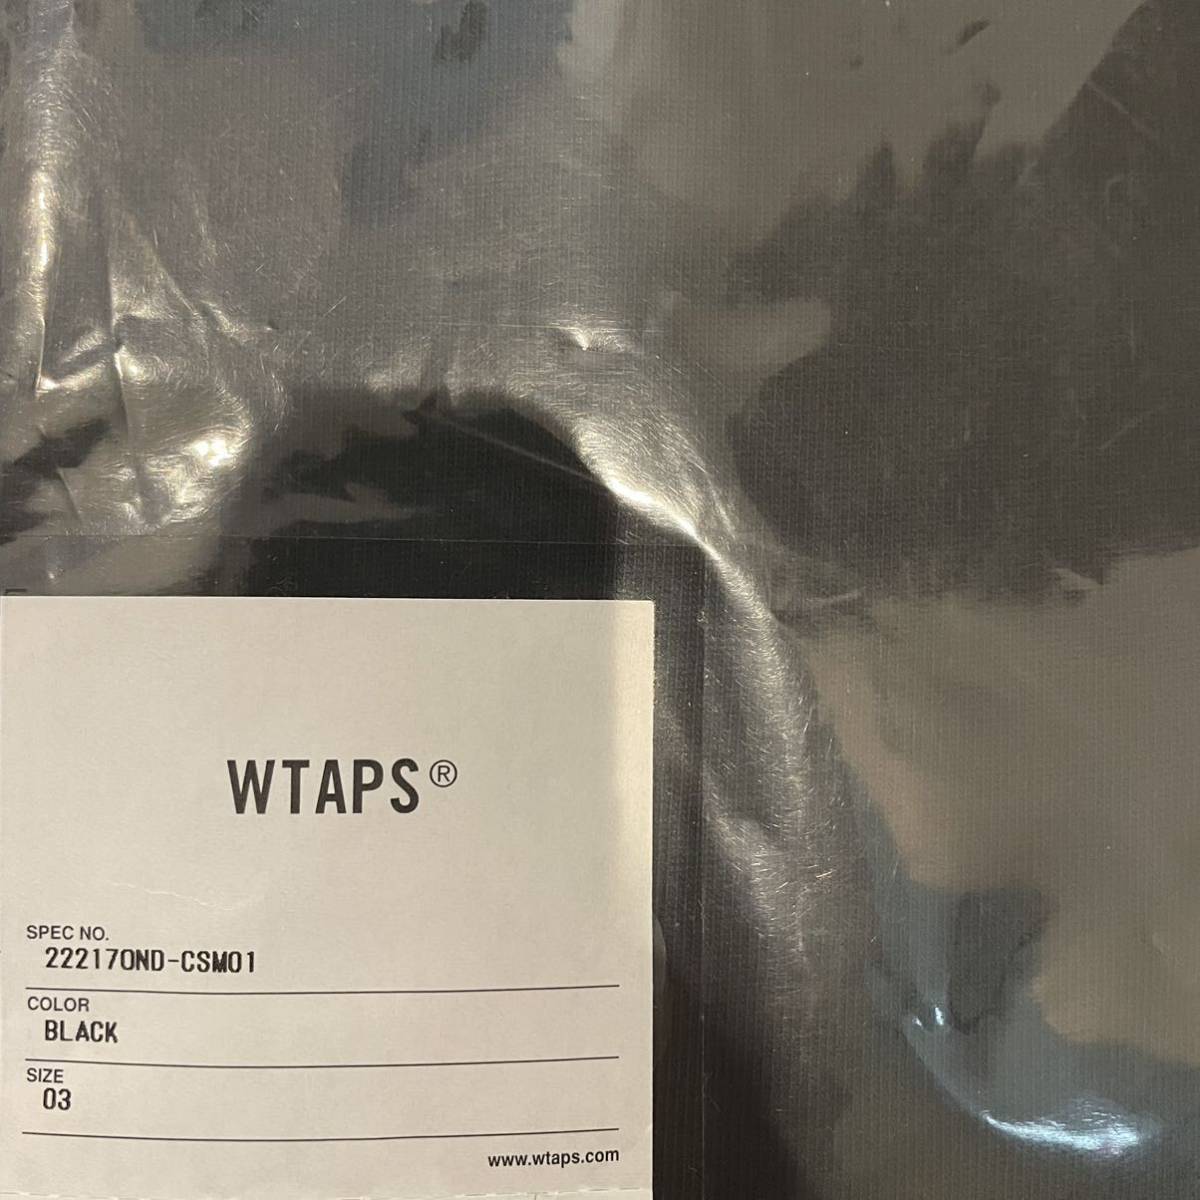 WTAPS®
SPEC NO.
222170ND-CSM01
COLOR
BLACK
SIZE
03
www.wtaps.com